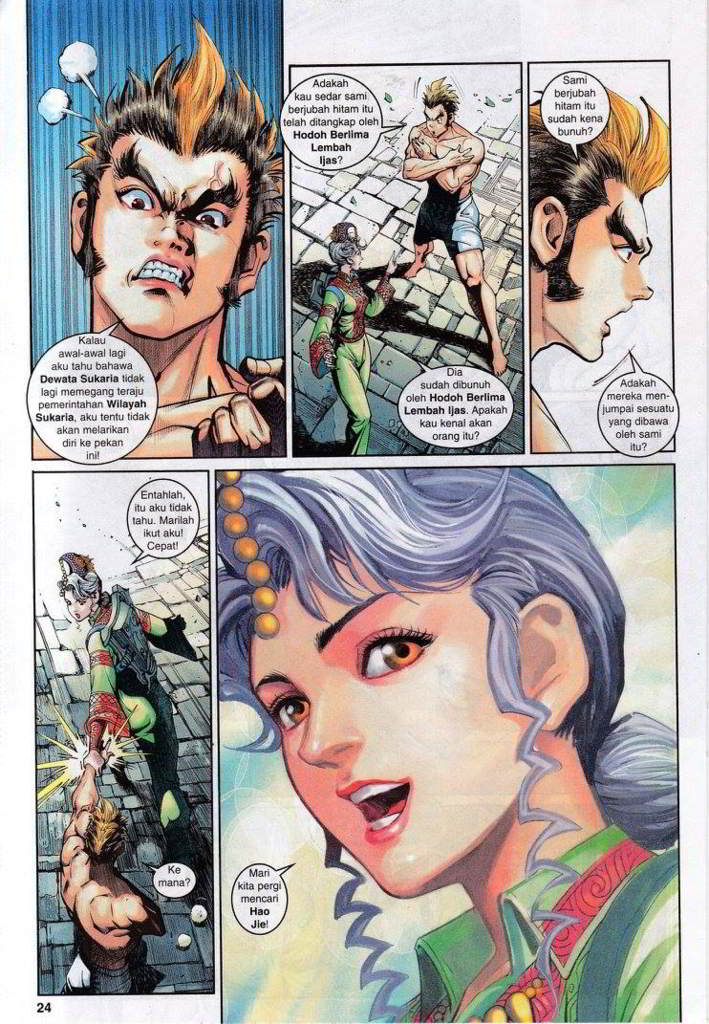 Kalau
awal-awal lagi
aku tahu bahawa
Dewata Sukaria tidak
lagi memegang teraju
pemerintahan Wilayah
Sukaria, aku tentu tidak
akan melarikan
diri ke pekan
ini!
Adakah
kau sedar sami
berjubah hitam itu
telah ditangkap oleh
Hodoh Berlima
Lembah
Ijas?
Dia
sudah dibunuh
oleh Hodoh Berlima
Lembah Ijas. Apakah
kau kenal akan
orang itu?
Sami
berjubah
hitam itu
sudah kena
bunuh?
Adakah
mereka men-
jumpai sesuatu
yang dibawa
oleh sami
itu?
Entahlah,
itu aku tidak
tahu. Marilah
ikut aku!
Cepat!
Ke
mana?
Mari
kita pergi
mencari
Hao
Jie!
24